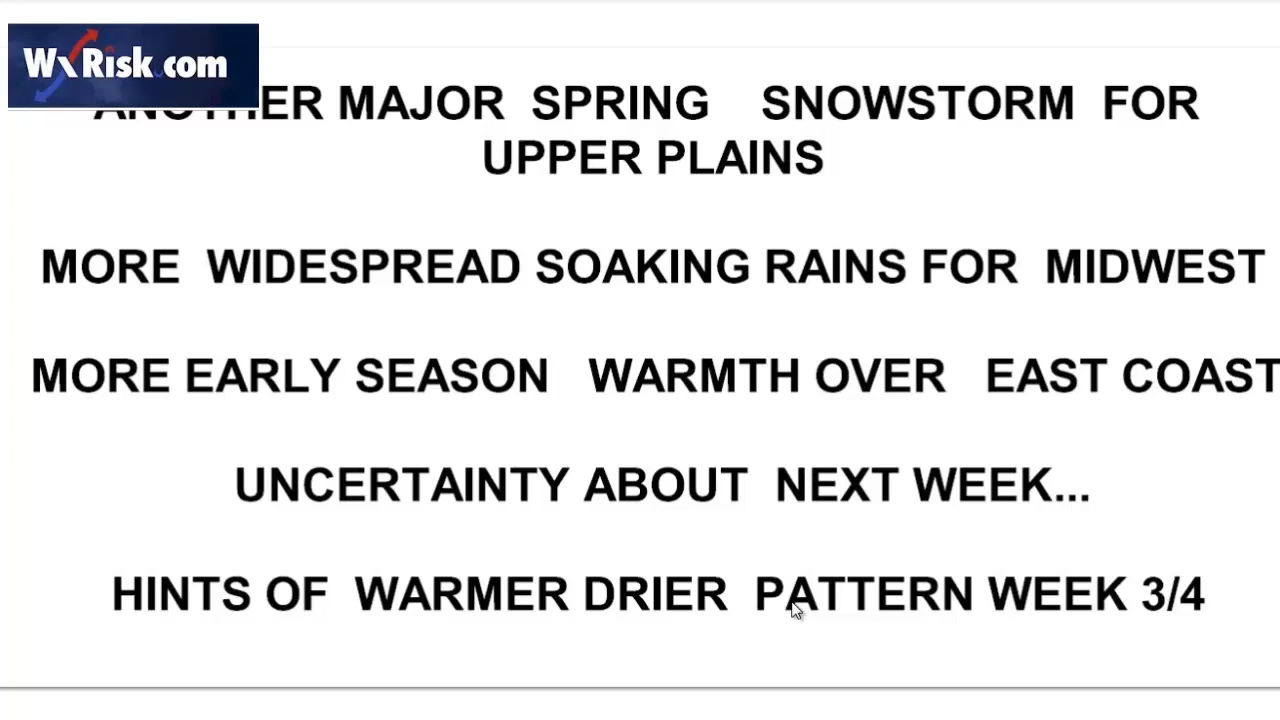 WxRisk.com
ANOTHER MAJOR SPRING SNOWSTORM FOR
UPPER PLAINS
MORE WIDESPREAD SOAKING RAINS FOR MIDWEST
MORE EARLY SEASON WARMTH OVER EAST COAST
UNCERTAINTY ABOUT NEXT WEEK...
HINTS OF WARMER DRIER PATTERN WEEK 3/4